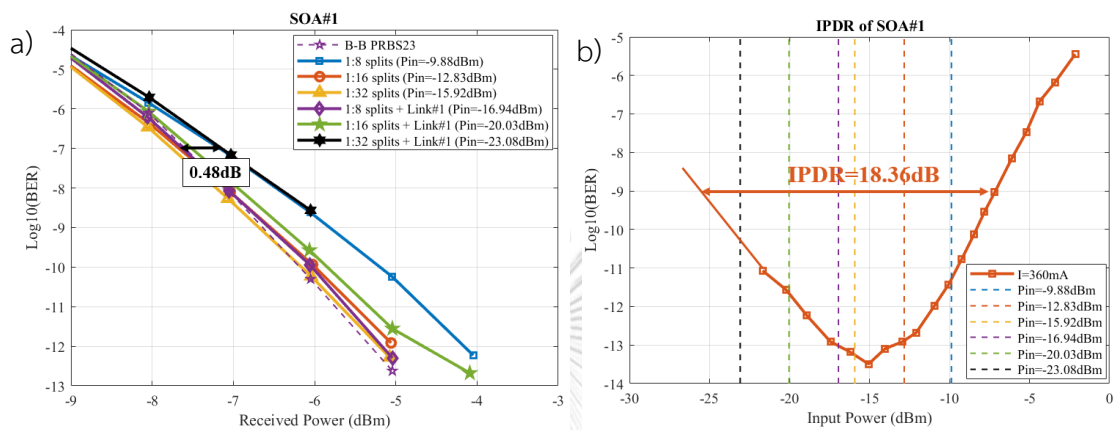 a)
SOA#1
Log10(BER)
-4
-5
-6
-7
-8
-9
-10
-11
-12
-13
B-B PRBS23
1:8 splits (Pin=-9.88dBm)
1:16 splits (Pin=-12.83dBm)
1:32 splits (Pin=-15.92dBm)
1:8 splits + Link#1 (Pin=-16.94dBm)
1:16 splits + Link#1 (Pin=-20.03dBm)
1:32 splits + Link#1 (Pin=-23.08dBm)
0.48dB
-9 -8 -7 -6 -5 -4 -3
Received Power (dBm)
b)
IPDR of SOA#1
Log10(BER)
-5
-6
-7
-8
-9
-10
-11
-12
-13
-14
IPDR=18.36dB
I=360mA
Pin=-9.88dBm
Pin=-12.83dBm
Pin=-15.92dBm
Pin=-16.94dBm
Pin=-20.03dBm
Pin=-23.08dBm
-30 -25 -20 -15 -10 -5 0
Input Power (dBm)